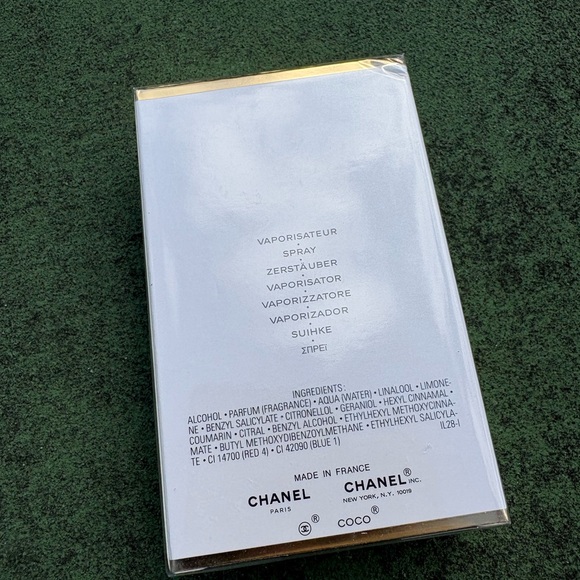 VAPORISATEUR
•
SPRAY
•
ZERSTÄUBER
•
VAPORISATOR
•
VAPORIZZATORE
•
VAPORIZADOR
•
SUIHKE
•
ΣΠΡΕΪ
INGREDIENTS:
ALCOHOL • PARFUM (FRAGRANCE) • AQUA (WATER) • LINALOOL • LIMONE-
NE • BENZYL SALICYLATE • CITRONELLOL • GERANIOL • HEXYL CINNAMAL •
COUMARIN • CITRAL • BENZYL ALCOHOL • ETHYLHEXYL METHOXYCINNA-
MATE • BUTYL METHOXYDIBENZOYLMETHANE • ETHYLHEXYL SALICYLA-
TE • CI 14700 (RED 4) • CI 42090 (BLUE 1) IL28-I
MADE IN FRANCE
CHANEL CHANEL® INC.
PARIS NEW YORK, N.Y. 10019
® COCO®